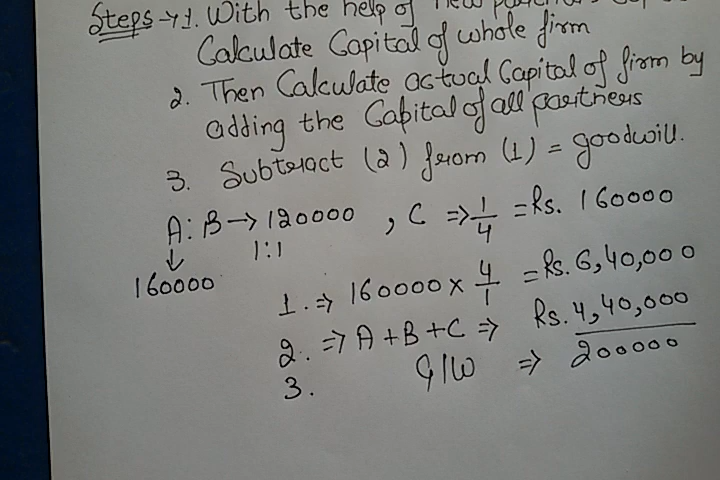 Steps → 1. With the help of new
Calculate Capital of whole firm
2. Then Calculate actual Capital of firm by
adding the Capital of all partners
3. Subtract (2) from (1) = goodwill.
A : B → 120000 , C ⇒ 1/4 = Rs. 160000
↓ 1:1
160000
1. ⇒ 160000 × 4/1 = Rs. 6,40,000
2. ⇒ A + B + C ⇒ Rs. 4,40,000
3. G/W ⇒ 200000